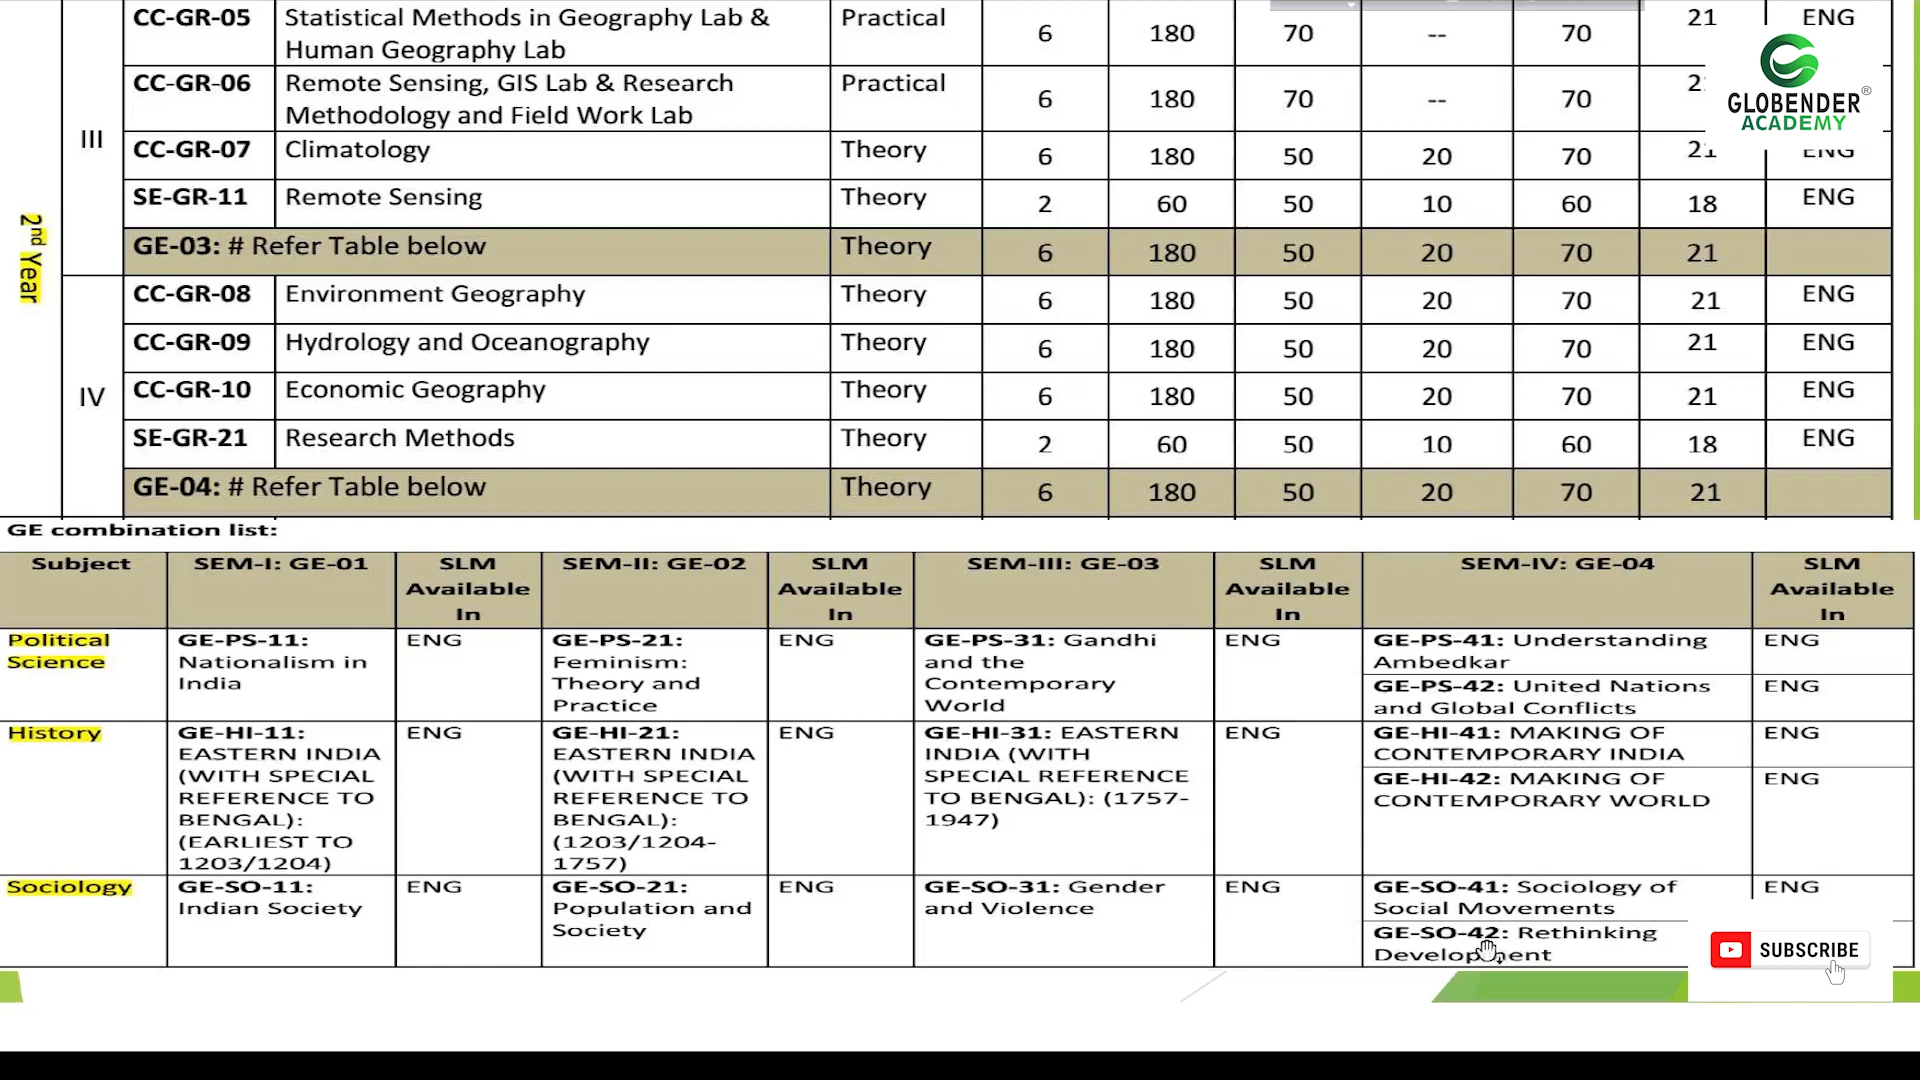 CC-GR-05 Statistical Methods in Geography Lab & Practical 6 180 70 -- 70 21 ENG
Human Geography Lab
CC-GR-06 Remote Sensing, GIS Lab & Research Practical 6 180 70 -- 70
Methodology and Field Work Lab
GLOBENDER®
ACADEMY
III
CC-GR-07 Climatology Theory 6 180 50 20 70 21 ENG
SE-GR-11 Remote Sensing Theory 2 60 50 10 60 18 ENG
2nd Year
GE-03: # Refer Table below Theory 6 180 50 20 70 21
CC-GR-08 Environment Geography Theory 6 180 50 20 70 21 ENG
CC-GR-09 Hydrology and Oceanography Theory 6 180 50 20 70 21 ENG
IV
CC-GR-10 Economic Geography Theory 6 180 50 20 70 21 ENG
SE-GR-21 Research Methods Theory 2 60 50 10 60 18 ENG
GE-04: # Refer Table below Theory 6 180 50 20 70 21
GE combination list:
Subject SEM-I: GE-01 SLM SEM-II: GE-02 SLM SEM-III: GE-03 SLM SEM-IV: GE-04 SLM
Available Available Available Available
In In In In
Political GE-PS-11: ENG GE-PS-21: ENG GE-PS-31: Gandhi ENG GE-PS-41: Understanding ENG
Science Nationalism in Feminism: and the Ambedkar
India Theory and Contemporary GE-PS-42: United Nations ENG
Practice World and Global Conflicts
History GE-HI-11: ENG GE-HI-21: ENG GE-HI-31: EASTERN ENG GE-HI-41: MAKING OF ENG
EASTERN INDIA EASTERN INDIA INDIA (WITH CONTEMPORARY INDIA
(WITH SPECIAL (WITH SPECIAL SPECIAL REFERENCE GE-HI-42: MAKING OF ENG
REFERENCE TO REFERENCE TO TO BENGAL): (1757- CONTEMPORARY WORLD
BENGAL): BENGAL): 1947)
(EARLIEST TO (1203/1204-
1203/1204) 1757)
Sociology GE-SO-11: ENG GE-SO-21: ENG GE-SO-31: Gender ENG GE-SO-41: Sociology of ENG
Indian Society Population and and Violence Social Movements
Society GE-SO-42: Rethinking
Development
SUBSCRIBE